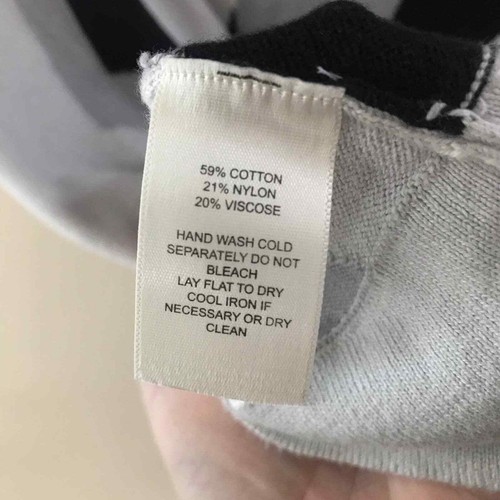 59% COTTON
21% NYLON
20% VISCOSE
HAND WASH COLD
SEPARATELY DO NOT
BLEACH
LAY FLAT TO DRY
COOL IRON IF
NECESSARY OR DRY
CLEAN